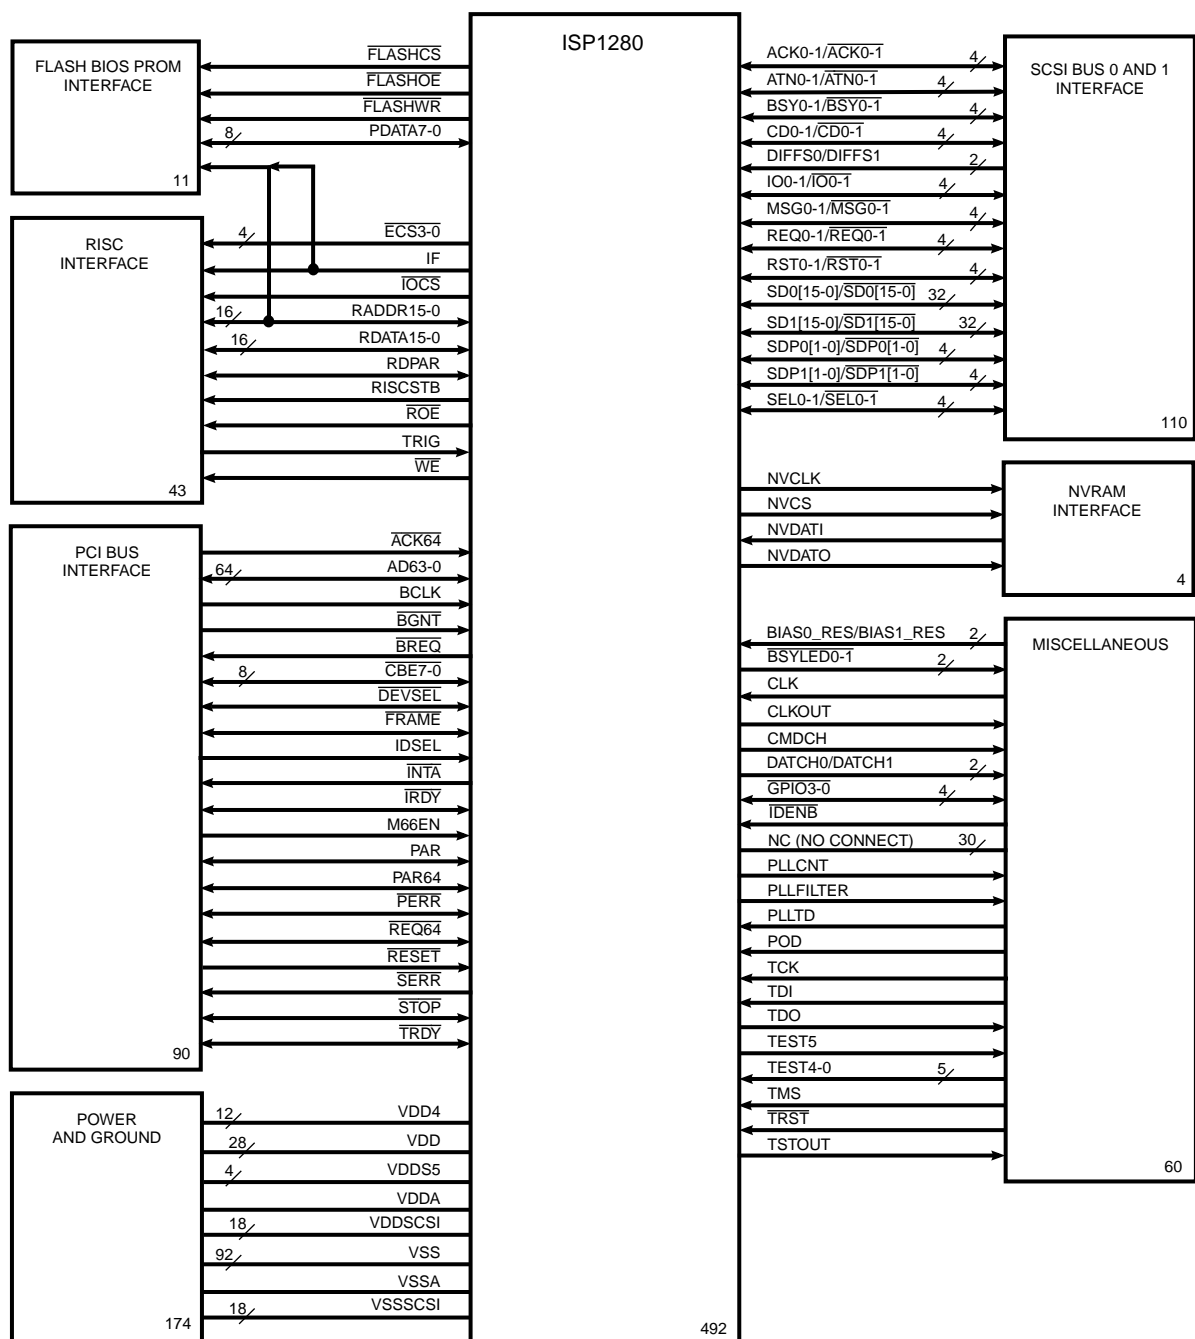 ISP1280
FLASH BIOS PROM
INTERFACE
11
FLASHCS
FLASHOE
FLASHWR
8 PDATA7-0
RISC
INTERFACE
43
4 ECS3-0
IF
IOCS
16 RADDR15-0
16 RDATA15-0
RDPAR
RISCSTB
ROE
TRIG
WE
PCI BUS
INTERFACE
90
ACK64
64 AD63-0
BCLK
BGNT
BREQ
8 CBE7-0
DEVSEL
FRAME
IDSEL
INTA
IRDY
M66EN
PAR
PAR64
PERR
REQ64
RESET
SERR
STOP
TRDY
POWER
AND GROUND
174
12 VDD4
28 VDD
4 VDDS5
VDDA
18 VDDSCSI
92 VSS
VSSA
18 VSSSCSI
492
ACK0-1/ACK0-1 4
ATN0-1/ATN0-1 4
BSY0-1/BSY0-1 4
CD0-1/CD0-1 4
DIFFS0/DIFFS1 2
IO0-1/IO0-1 4
MSG0-1/MSG0-1 4
REQ0-1/REQ0-1 4
RST0-1/RST0-1 4
SD0[15-0]/SD0[15-0] 32
SD1[15-0]/SD1[15-0] 32
SDP0[1-0]/SDP0[1-0] 4
SDP1[1-0]/SDP1[1-0] 4
SEL0-1/SEL0-1 4
SCSI BUS 0 AND 1
INTERFACE
110
NVCLK
NVCS
NVDATI
NVDATO
NVRAM
INTERFACE
4
BIAS0_RES/BIAS1_RES 2
BSYLED0-1 2
CLK
CLKOUT
CMDCH
DATCH0/DATCH1 2
GPIO3-0 4
IDENB
NC (NO CONNECT) 30
PLLCNT
PLLFILTER
PLLTD
POD
TCK
TDI
TDO
TEST5
TEST4-0 5
TMS
TRST
TSTOUT
MISCELLANEOUS
60